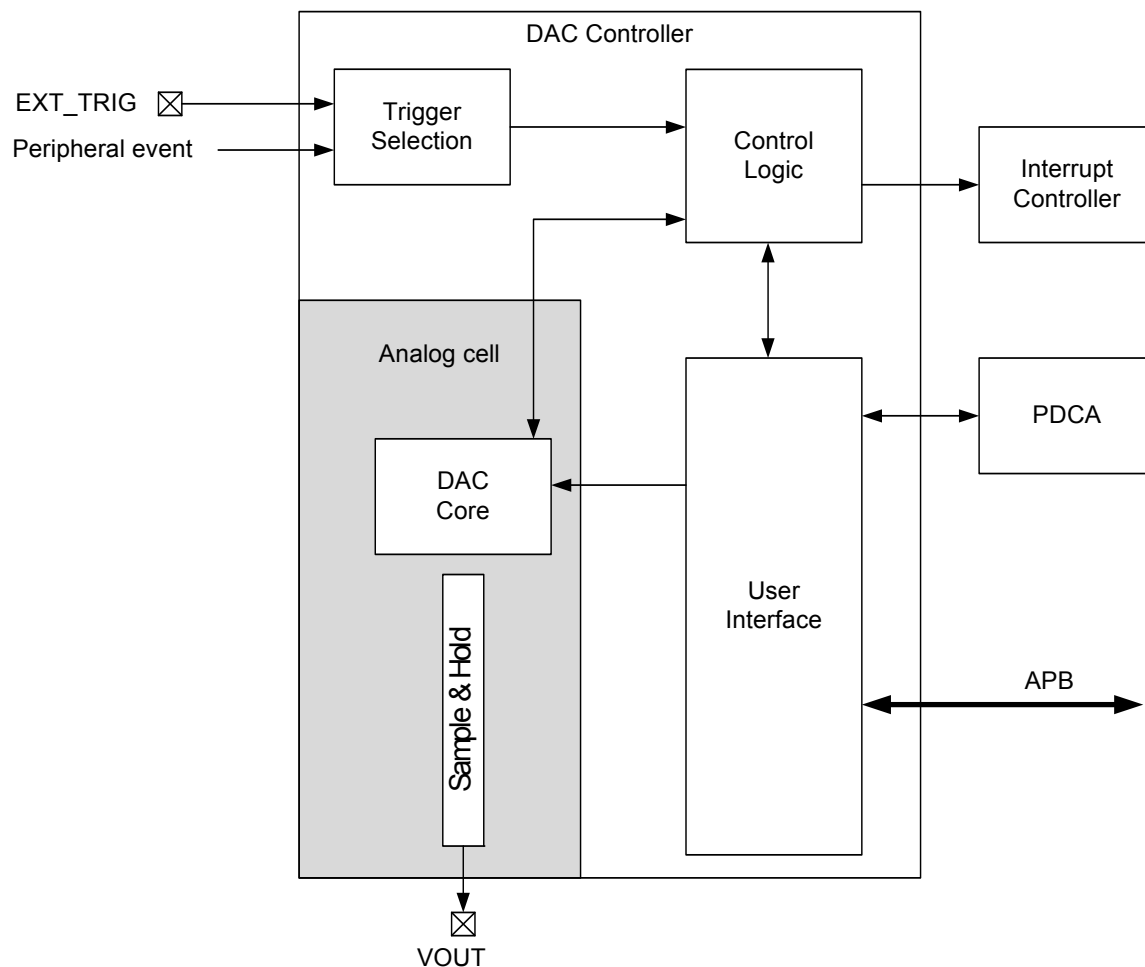 DAC Controller
EXT_TRIG
Peripheral event
Trigger
Selection
Control
Logic
Interrupt
Controller
Analog cell
DAC
Core
PDCA
User
Interface
Sample & Hold
APB
VOUT